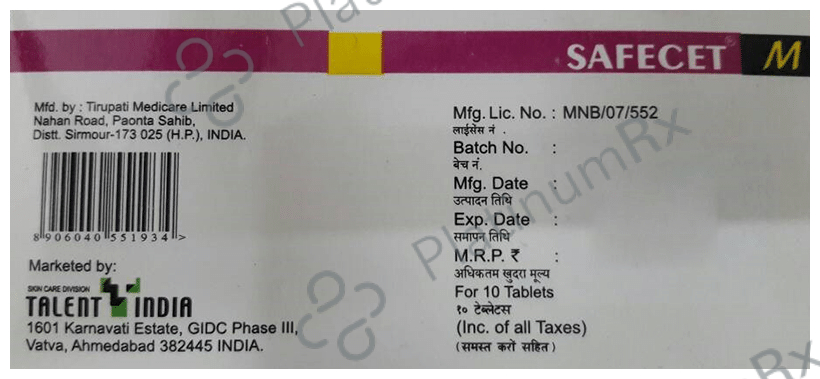 SAFECET® M
Mfd. by : Tirupati Medicare Limited
Nahan Road, Paonta Sahib,
Distt. Sirmour-173 025 (H.P.), INDIA.
8 906040 551934 >
Marketed by:
SKIN CARE DIVISION
TALENT INDIA
1601 Karnavati Estate, GIDC Phase III,
Vatva, Ahmedabad 382445 INDIA.
Mfg. Lic. No. : MNB/07/552
लाईसेंस नं .
Batch No. :
बेच नं.
Mfg. Date :
उत्पादन तिथि
Exp. Date :
समापन तिथि
M.R.P. ₹ :
अधिकतम खुदरा मूल्य
For 10 Tablets
१० टेब्लेटस
(Inc. of all Taxes)
(समस्त करों सहित)
PlatinumRx
PlatinumRx
Rx